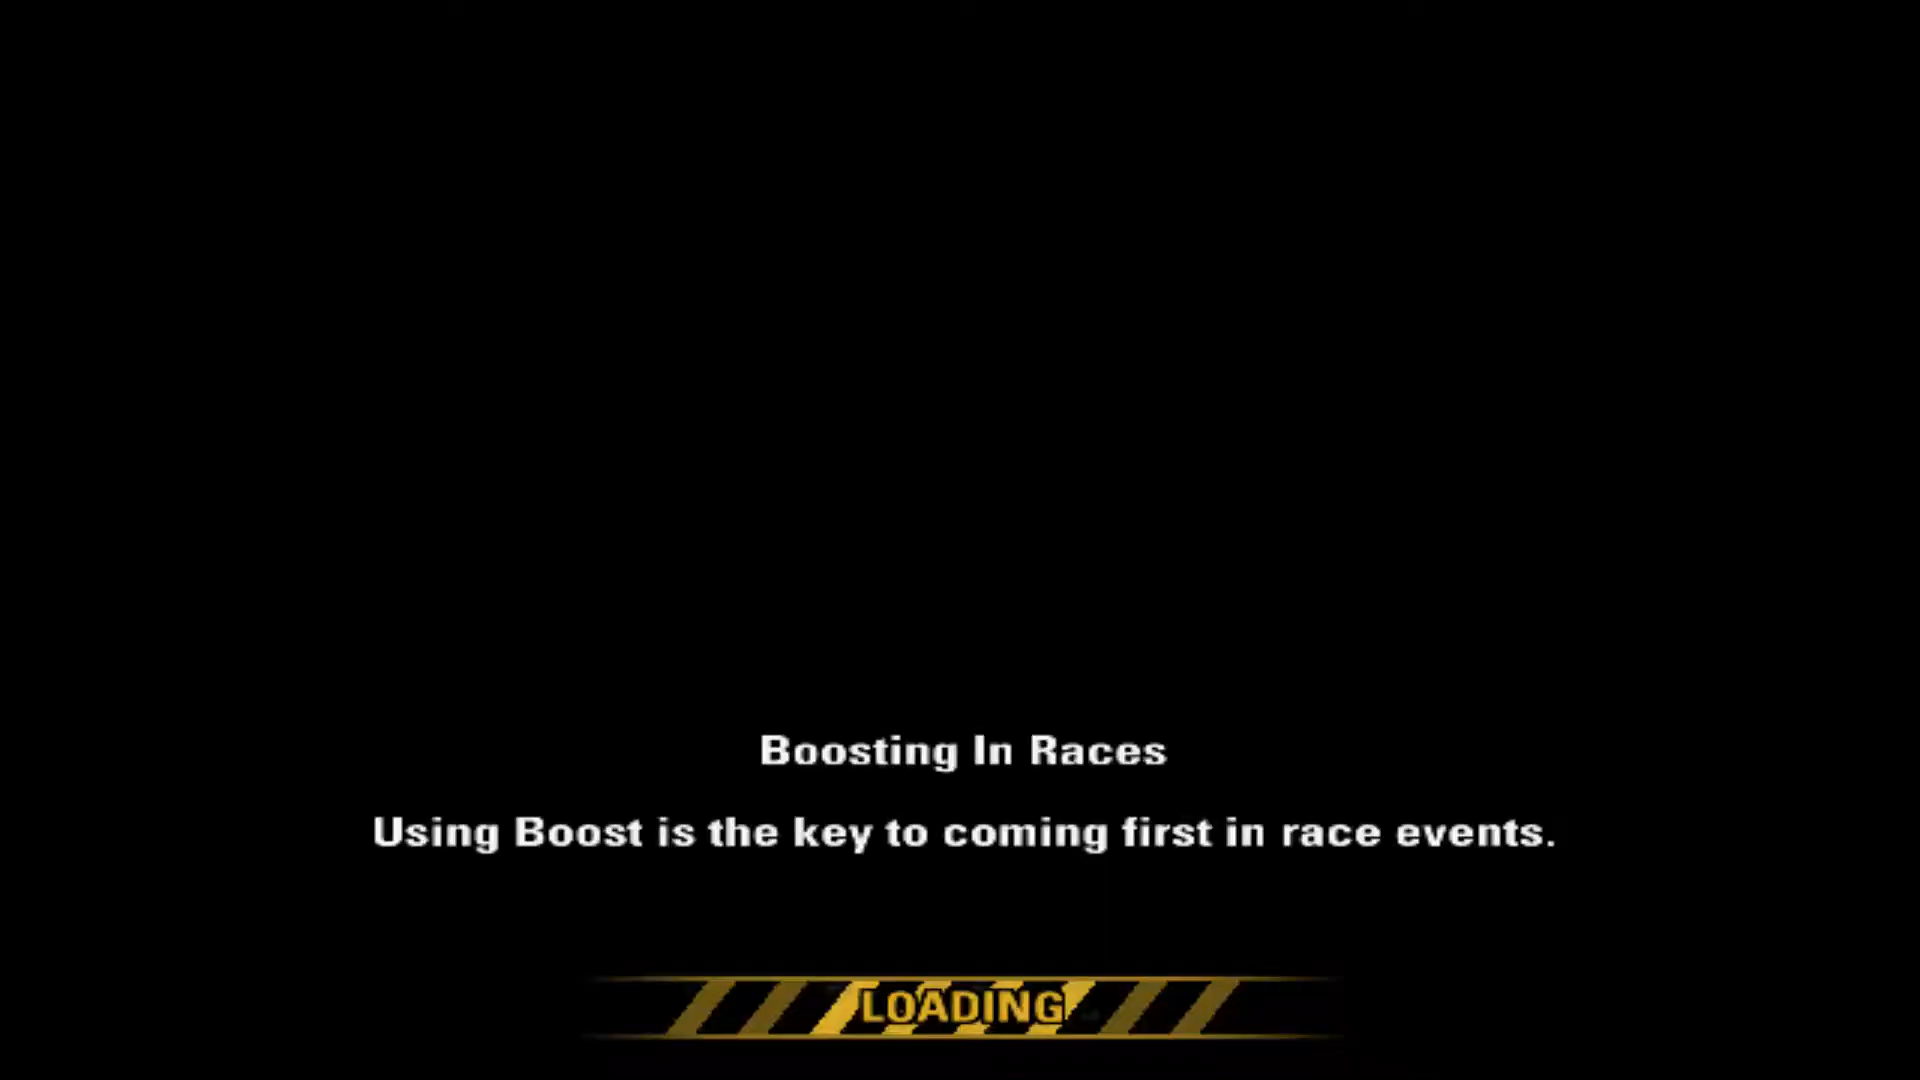 Boosting In Races
Using Boost is the key to coming first in race events.
LOADING